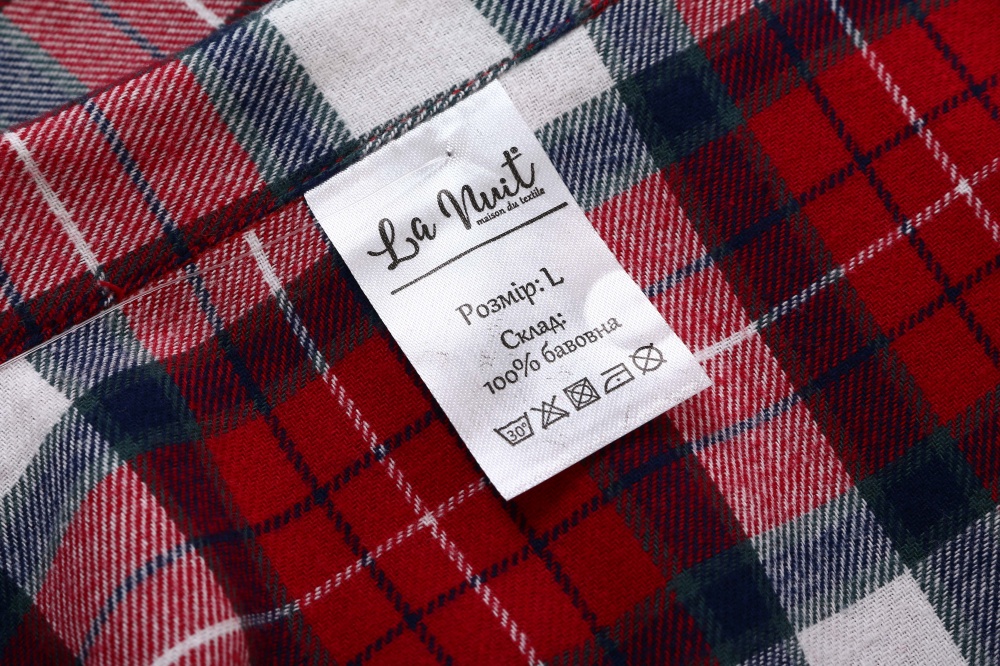 La Nuit®
maison du textile
Розмір: L
Склад:
100% бавовна
30°